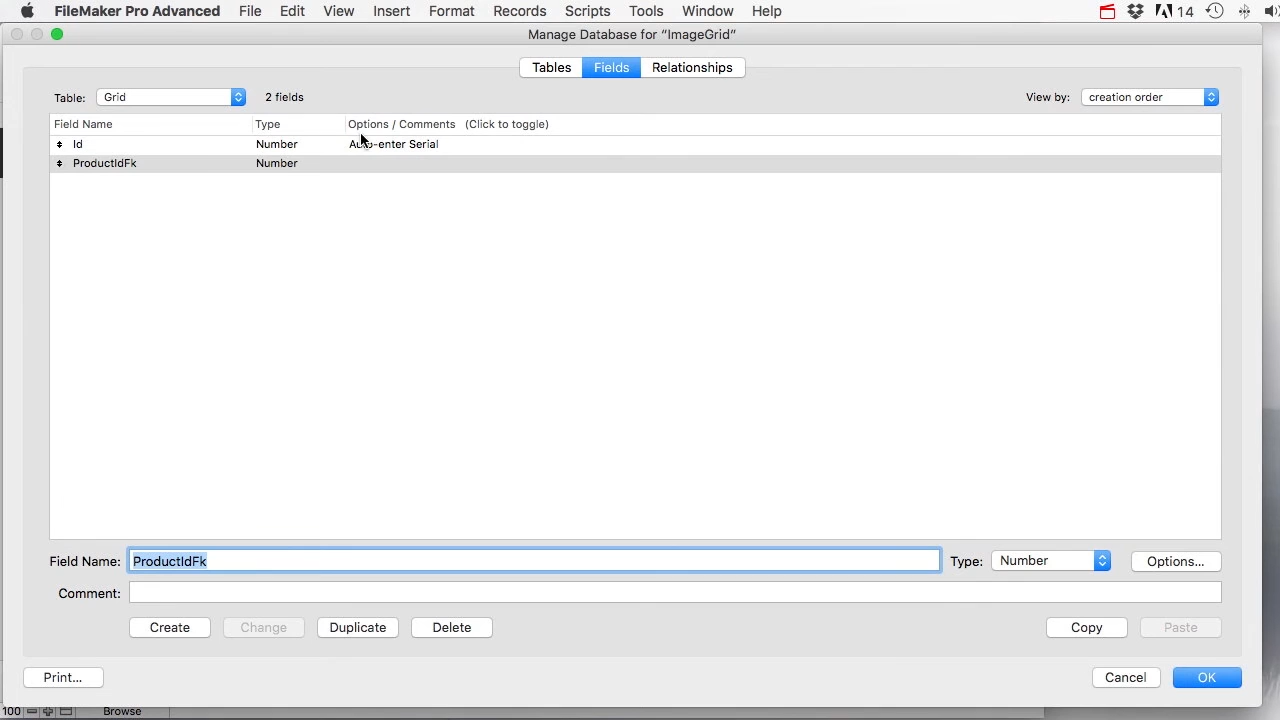 FileMaker Pro Advanced File Edit View Insert Format Records Scripts Tools Window Help 14
Manage Database for “ImageGrid”
Tables Fields Relationships
Table: Grid 2 fields View by: creation order
Field Name Type Options / Comments (Click to toggle)
Id Number Auto-enter Serial
ProductIdFk Number
Field Name: ProductIdFk Type: Number Options...
Comment:
Create Change Duplicate Delete Copy Paste
Print... Cancel OK
100 Browse